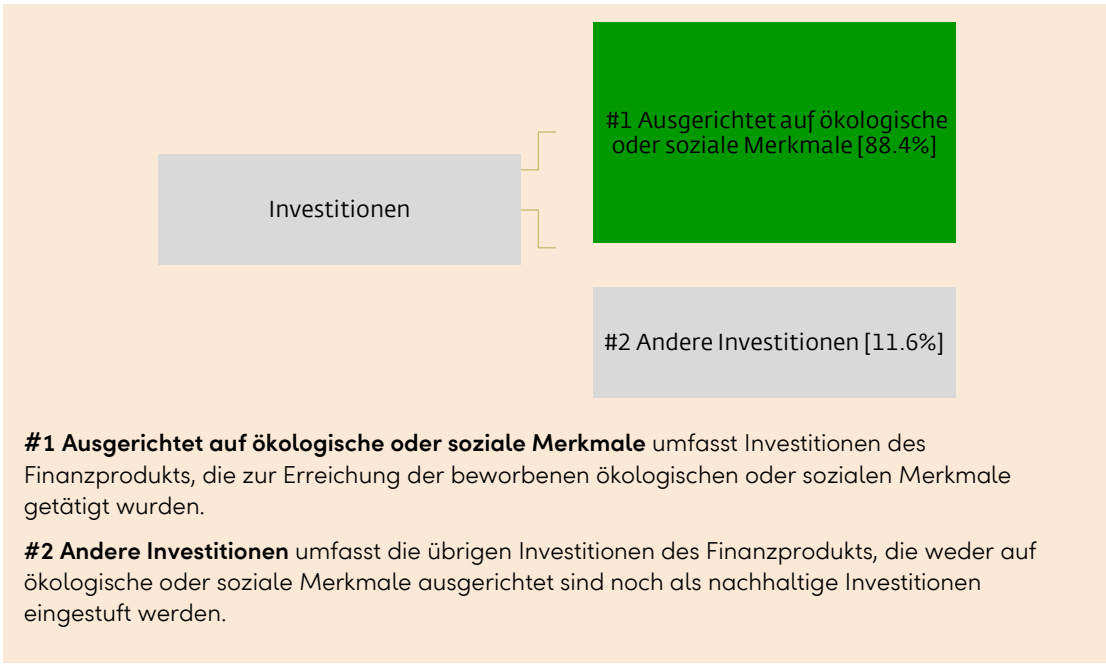 #1 Ausgerichtet auf ökologische
oder soziale Merkmale [88.4%]
Investitionen
#2 Andere Investitionen [11.6%]
#1 Ausgerichtet auf ökologische oder soziale Merkmale umfasst Investitionen des
Finanzprodukts, die zur Erreichung der beworbenen ökologischen oder sozialen Merkmale
getätigt wurden.
#2 Andere Investitionen umfasst die übrigen Investitionen des Finanzprodukts, die weder auf
ökologische oder soziale Merkmale ausgerichtet sind noch als nachhaltige Investitionen
eingestuft werden.